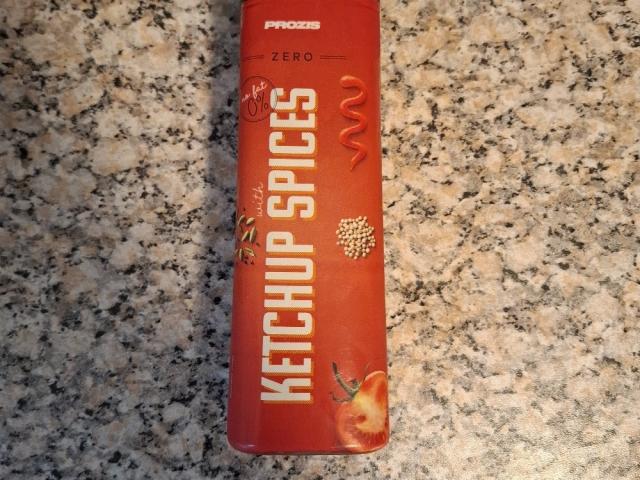 PROZIS
ZERO
no fat
0%
KETCHUP with SPICES